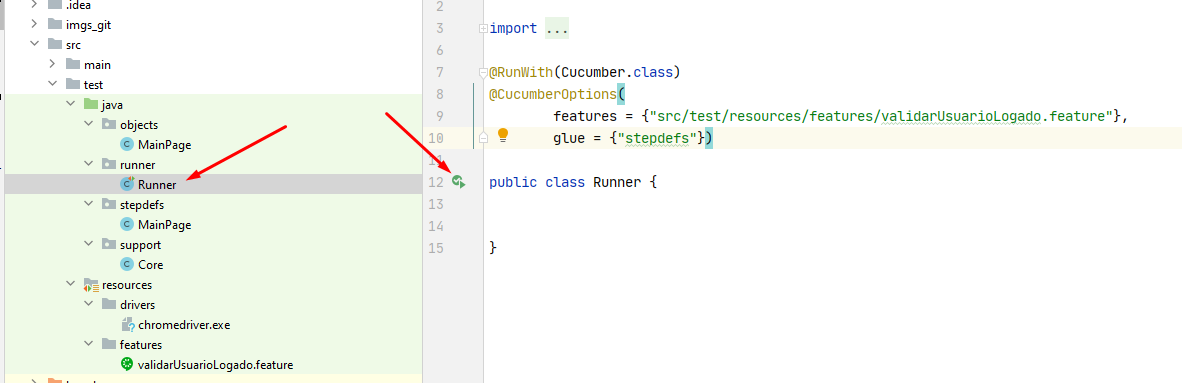 .idea
imgs_git
src
main
test
java
objects
MainPage
runner
Runner
stepdefs
MainPage
support
Core
resources
drivers
chromedriver.exe
features
validarUsuarioLogado.feature
2
3 import ...
6
7 @RunWith(Cucumber.class)
8 @CucumberOptions(
9 features = {"src/test/resources/features/validarUsuarioLogado.feature"},
10 glue = {"stepdefs"})
11
12 public class Runner {
13
14
15 }